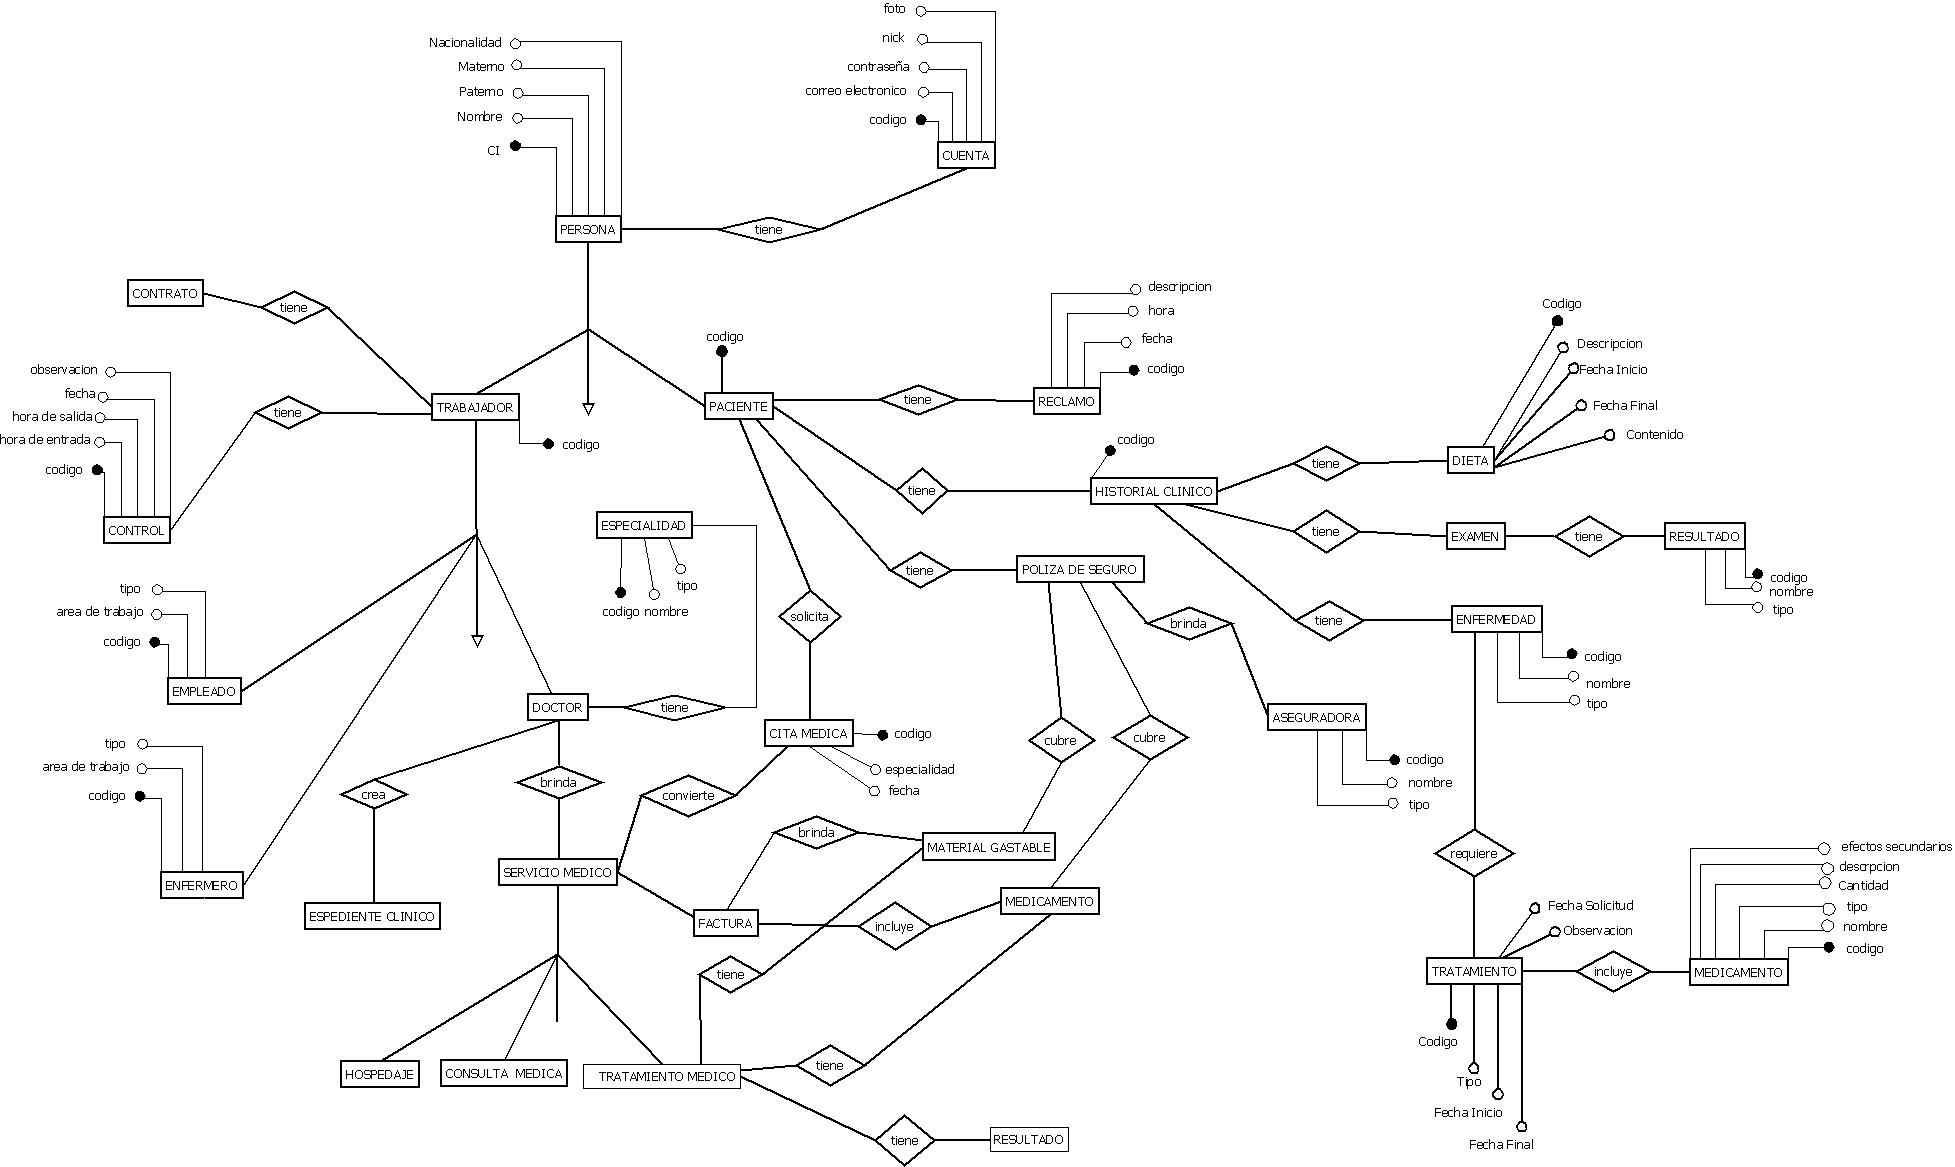 foto
nick
contraseña
correo electronico
codigo
CUENTA
Nacionalidad
Materno
Paterno
Nombre
CI
PERSONA
tiene
CONTRATO
tiene
observacion
fecha
hora de salida
hora de entrada
codigo
CONTROL
tiene
TRABAJADOR
codigo
codigo
PACIENTE
tiene
descripcion
hora
fecha
codigo
RECLAMO
Codigo
Descripcion
Fecha Inicio
Fecha Final
Contenido
DIETA
tiene
codigo
HISTORIAL CLINICO
tiene
tiene
EXAMEN
tiene
RESULTADO
codigo
nombre
tipo
ESPECIALIDAD
codigo nombre
tipo
tiene
POLIZA DE SEGURO
solicita
brinda
tiene
ENFERMEDAD
codigo
nombre
tipo
tipo
area de trabajo
codigo
EMPLEADO
DOCTOR
tiene
CITA MEDICA
codigo
especialidad
fecha
cubre
cubre
ASEGURADORA
codigo
nombre
tipo
tipo
area de trabajo
codigo
ENFERMERO
crea
brinda
convierte
brinda
MATERIAL GASTABLE
SERVICIO MEDICO
ESPEDIENTE CLINICO
FACTURA
incluye
MEDICAMENTO
requiere
efectos secundarios
descrpcion
Cantidad
tipo
nombre
codigo
Fecha Solicitud
Observacion
TRATAMIENTO
incluye
MEDICAMENTO
Codigo
Tipo
Fecha Inicio
Fecha Final
tiene
HOSPEDAJE
CONSULTA MEDICA
TRATAMIENTO MEDICO
tiene
tiene
RESULTADO